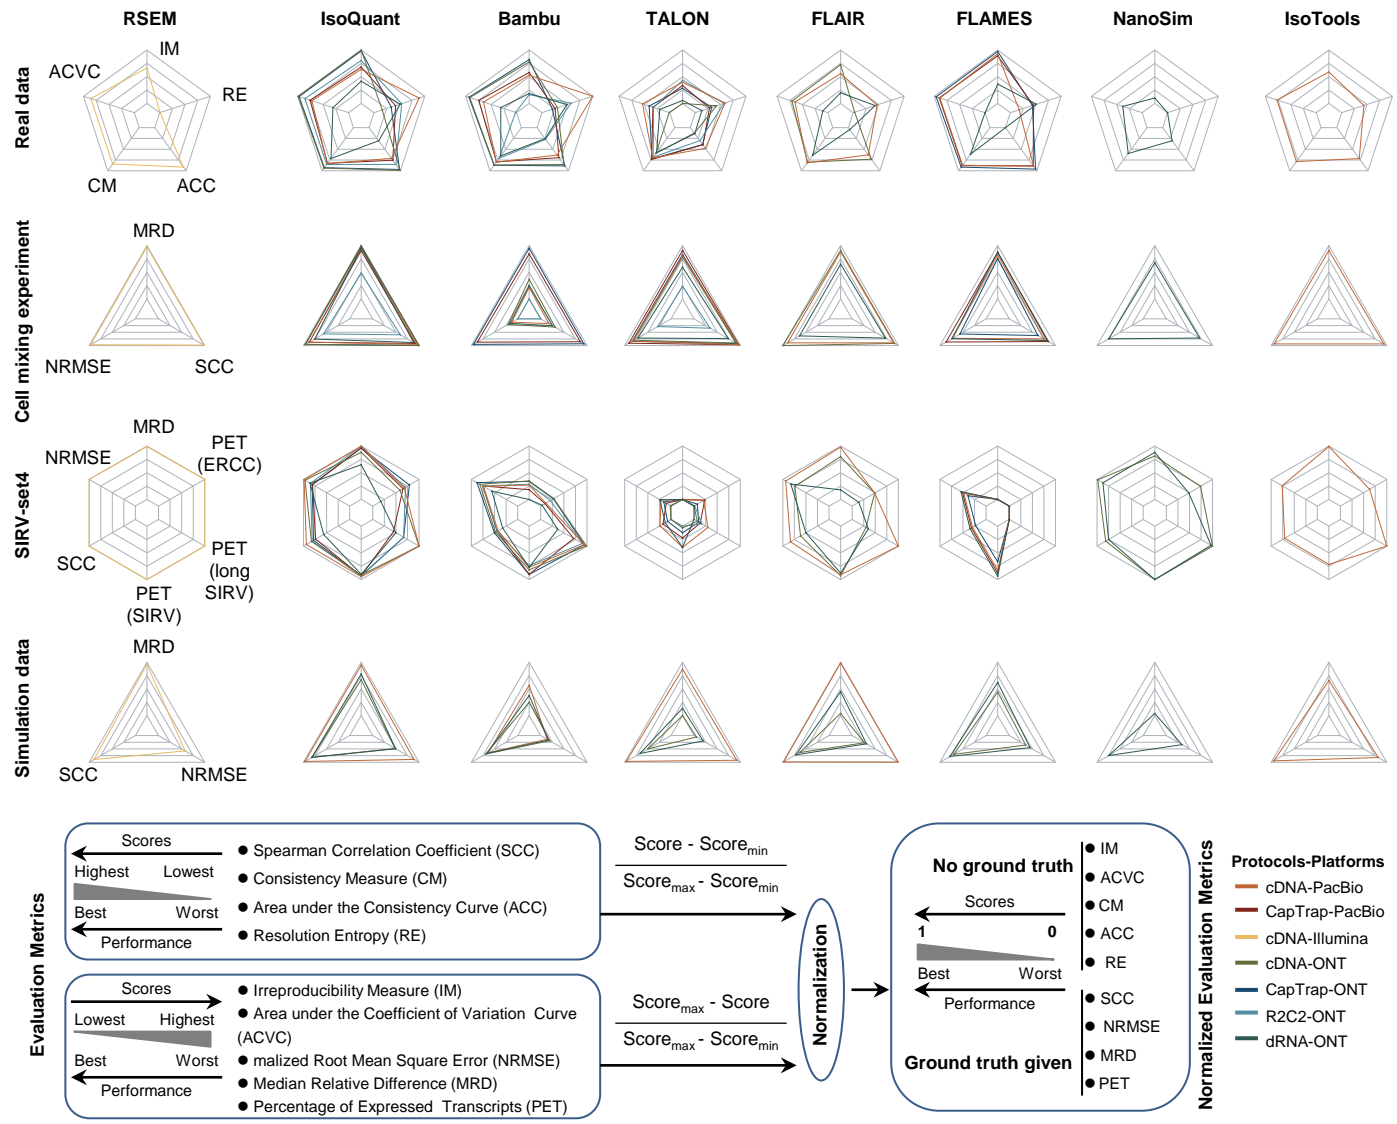 RSEM IsoQuant Bambu TALON FLAIR FLAMES NanoSim IsoTools
Real data
IM
ACVC
RE
CM
ACC
Cell mixing experiment
MRD
NRMSE
SCC
SIRV-set4
MRD
NRMSE
PET
(ERCC)
SCC
PET
(long
SIRV)
PET
(SIRV)
Simulation data
MRD
SCC
NRMSE
Evaluation Metrics
Scores
Highest Lowest
Best Worst
Performance
● Spearman Correlation Coefficient (SCC)
● Consistency Measure (CM)
● Area under the Consistency Curve (ACC)
● Resolution Entropy (RE)
Scores
Lowest Highest
Best Worst
Performance
● Irreproducibility Measure (IM)
● Area under the Coefficient of Variation Curve
(ACVC)
● malized Root Mean Square Error (NRMSE)
● Median Relative Difference (MRD)
● Percentage of Expressed Transcripts (PET)
Score - Scoremin
Scoremax - Scoremin
Scoremax - Score
Scoremax - Scoremin
Normalization
No ground truth
Scores
1 0
Best Worst
Performance
Ground truth given
● IM
● ACVC
● CM
● ACC
● RE
● SCC
● NRMSE
● MRD
● PET
Normalized Evaluation Metrics
Protocols-Platforms
cDNA-PacBio
CapTrap-PacBio
cDNA-Illumina
cDNA-ONT
CapTrap-ONT
R2C2-ONT
dRNA-ONT